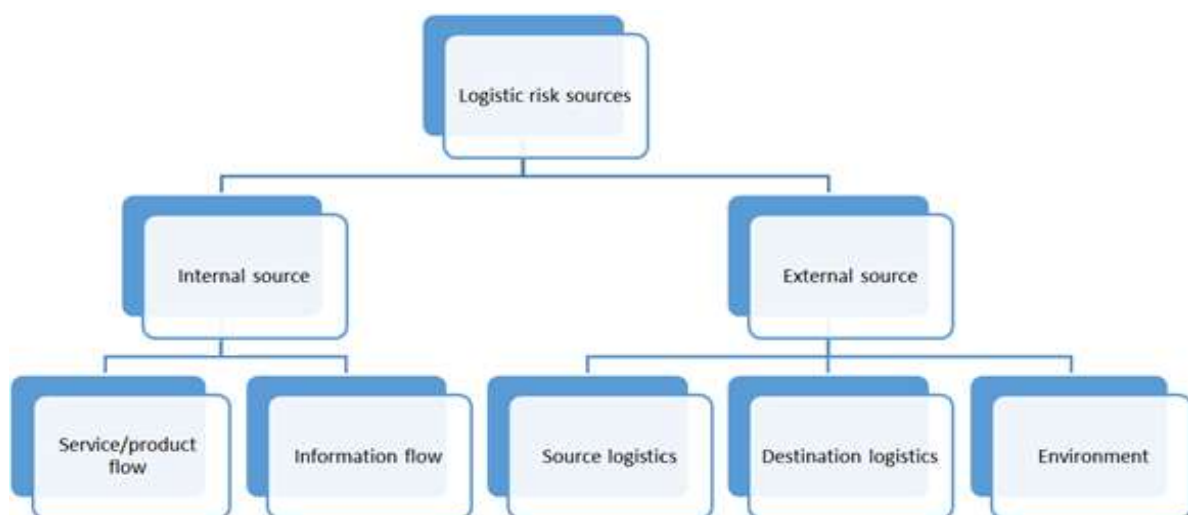 Logistic risk sources
Internal source
External source
Service/product
flow
Information flow
Source logistics
Destination logistics
Environment